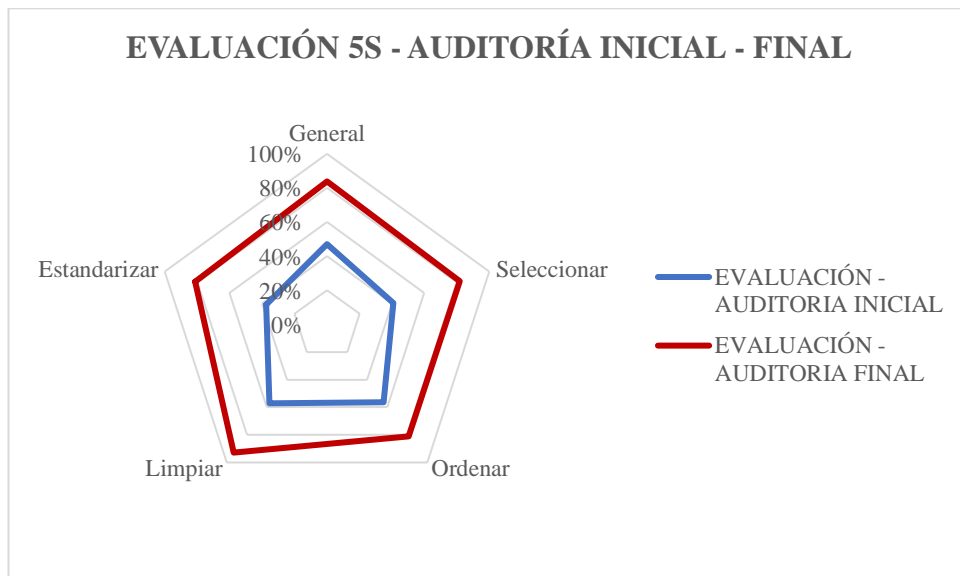 EVALUACIÓN 5S - AUDITORÍA INICIAL - FINAL
General
100%
80%
60%
40%
20%
0%
Estandarizar
Seleccionar
Limpiar
Ordenar
EVALUACIÓN -
AUDITORIA INICIAL
EVALUACIÓN -
AUDITORIA FINAL